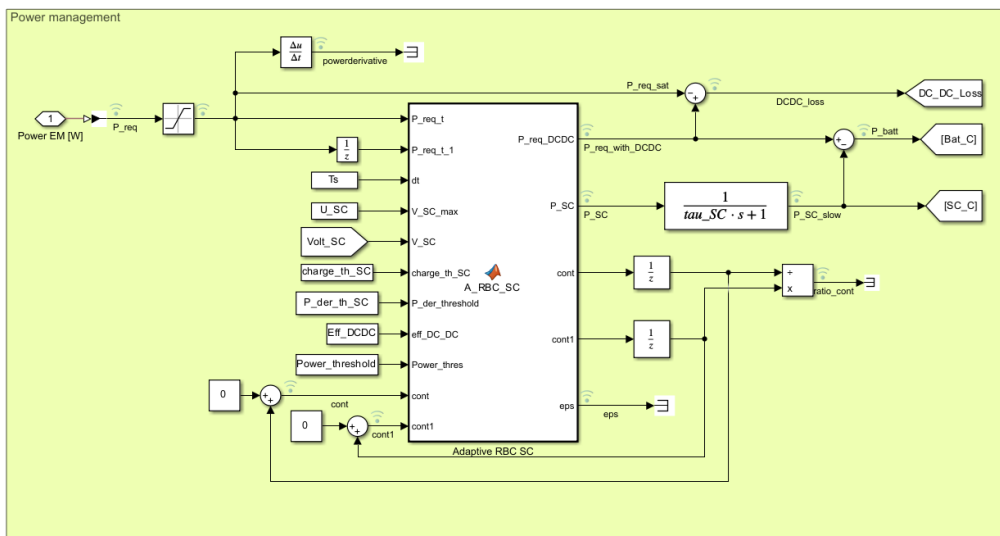 Power management
Δu
Δt
powerderivative
1
Power EM [W]
P_req
P_req_sat
DCDC_loss
DC_DC_Loss
P_req_t
P_req_DCDC
P_req_with_DCDC
P_batt
[Bat_C]
1
z
P_req_t_1
Ts
dt
U_SC
V_SC_max
P_SC
P_SC
1
tau_SC · s+1
P_SC_slow
[SC_C]
Volt_SC
V_SC
charge_th_SC
charge_th_SC
A_RBC_SC
cont
1
z
÷
x
ratio_cont
P_der_th_SC
P_der_threshold
Eff_DCDC
eff_DC_DC
cont1
1
z
Power_threshold
Power_thres
0
++
cont
cont
eps
eps
0
++
cont1
cont1
Adaptive RBC SC